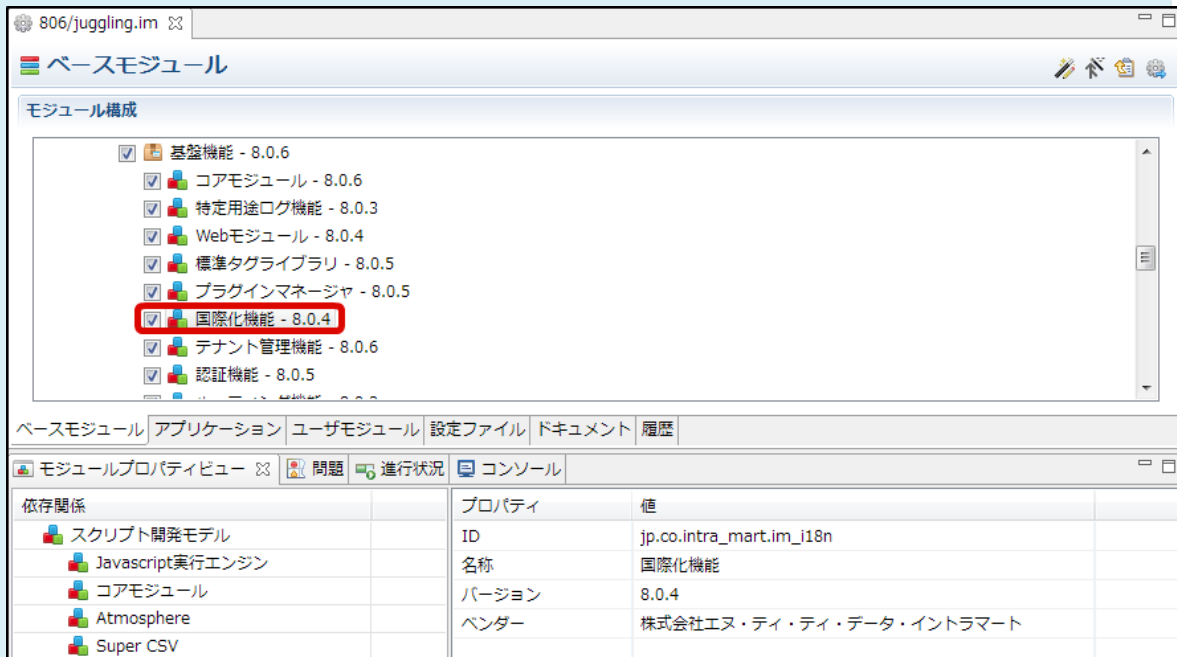 806/juggling.im
ベースモジュール
モジュール構成
基盤機能 - 8.0.6
コアモジュール - 8.0.6
特定用途ログ機能 - 8.0.3
Webモジュール - 8.0.4
標準タグライブラリ - 8.0.5
プラグインマネージャ - 8.0.5
国際化機能 - 8.0.4
テナント管理機能 - 8.0.6
認証機能 - 8.0.5
ベースモジュール アプリケーション ユーザモジュール 設定ファイル ドキュメント 履歴
モジュールプロパティビュー 問題 進行状況 コンソール
依存関係
スクリプト開発モデル
Javascript実行エンジン
コアモジュール
Atmosphere
Super CSV
プロパティ 値
ID jp.co.intra_mart.im_i18n
名称 国際化機能
バージョン 8.0.4
ベンダー 株式会社エヌ・ティ・ティ・データ・イントラマート